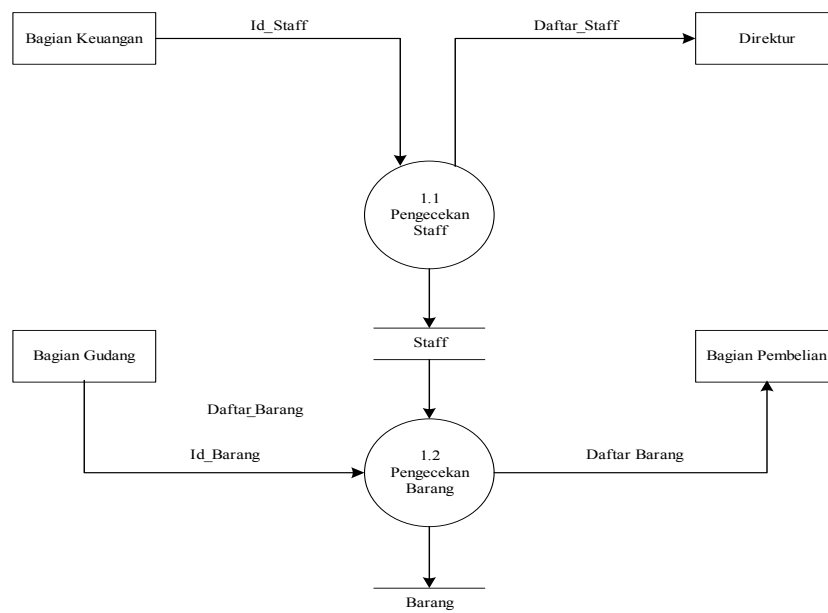 Id_Staff
Daftar_Staff
Bagian Keuangan
Direktur
1.1
Pengecekan
Staff
Staff
Bagian Gudang
Bagian Pembelian
Daftar_Barang
Id_Barang
1.2
Pengecekan
Barang
Daftar Barang
Barang